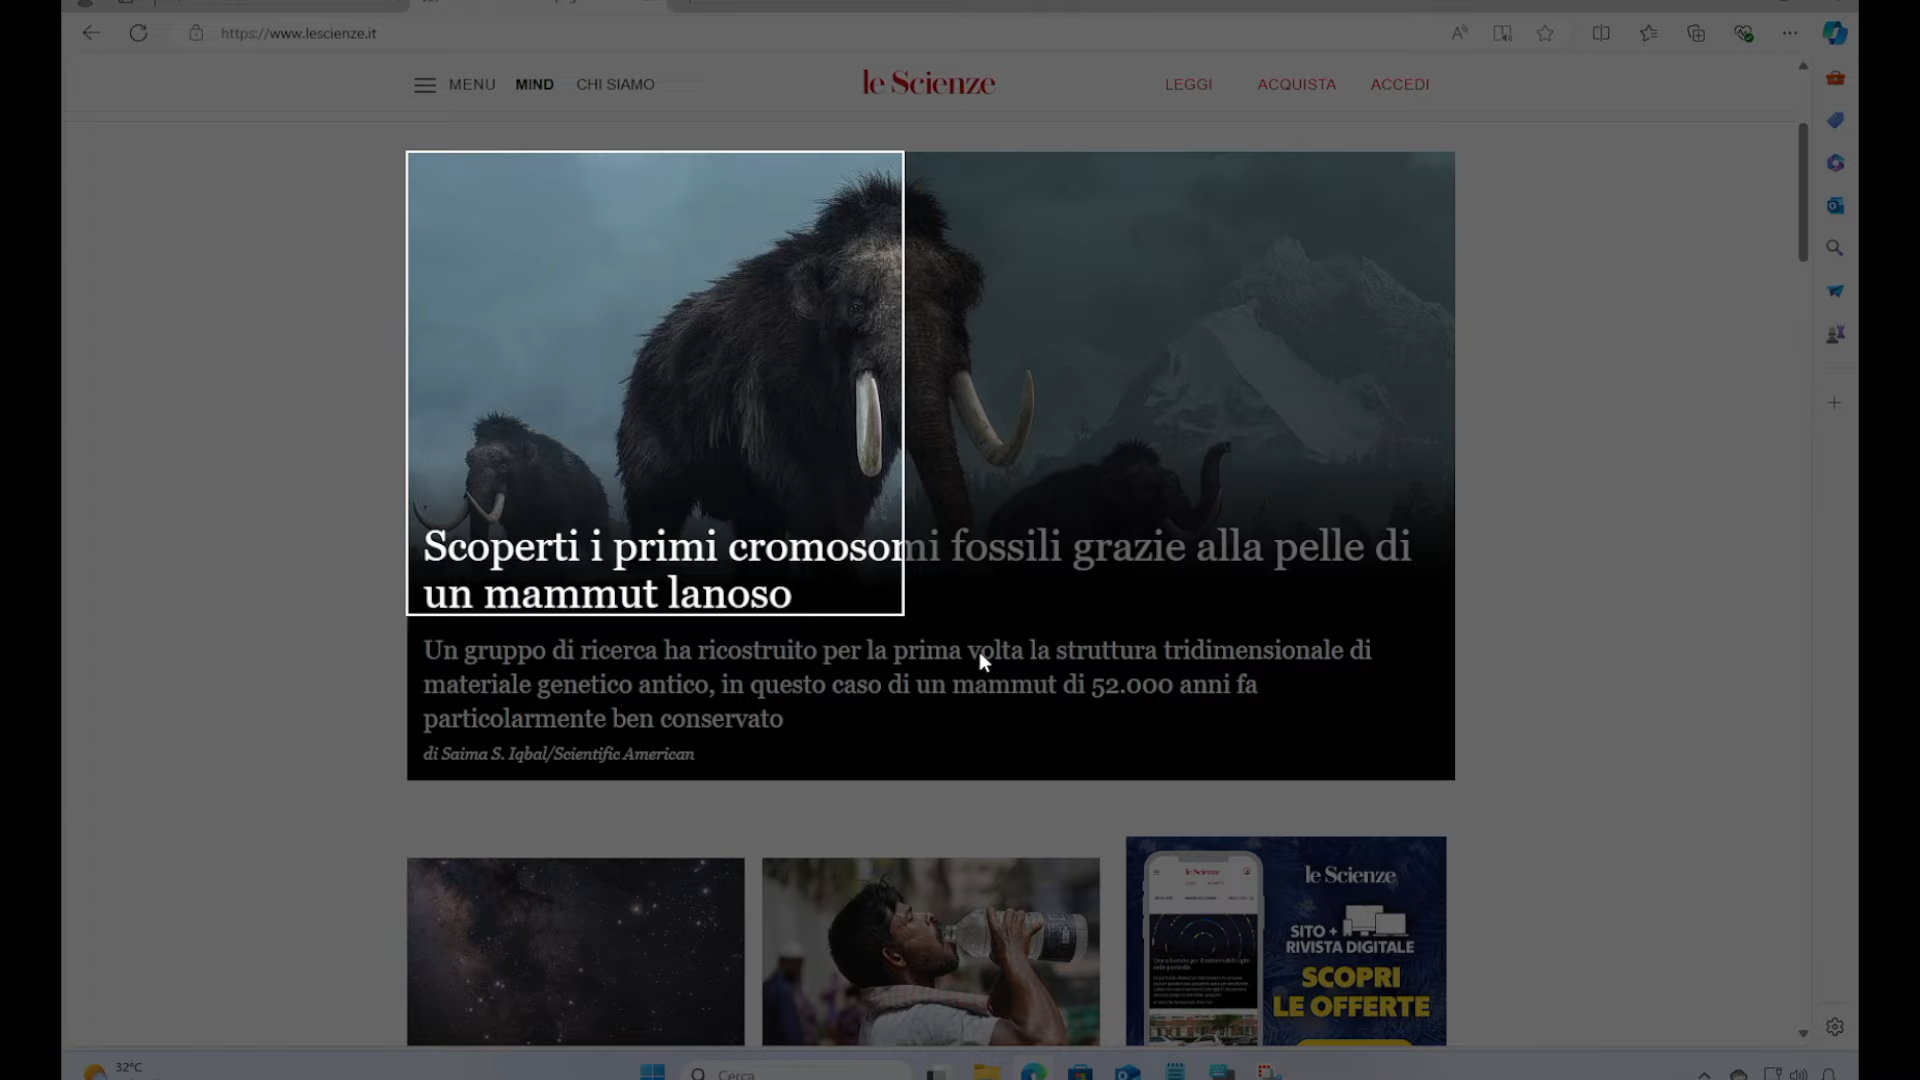 https://www.lescienze.it
MENU MIND CHI SIAMO le Scienze LEGGI ACQUISTA ACCEDI
Scoperti i primi cromosomi fossili grazie alla pelle di
un mammut lanoso
Un gruppo di ricerca ha ricostruito per la prima volta la struttura tridimensionale di
materiale genetico antico, in questo caso di un mammut di 52.000 anni fa
particolarmente ben conservato
di Saima S. Iqbal/Scientific American
le Scienze
le Scienze
SITO +
RIVISTA DIGITALE
SCOPRI
LE OFFERTE
32°C
Cerca